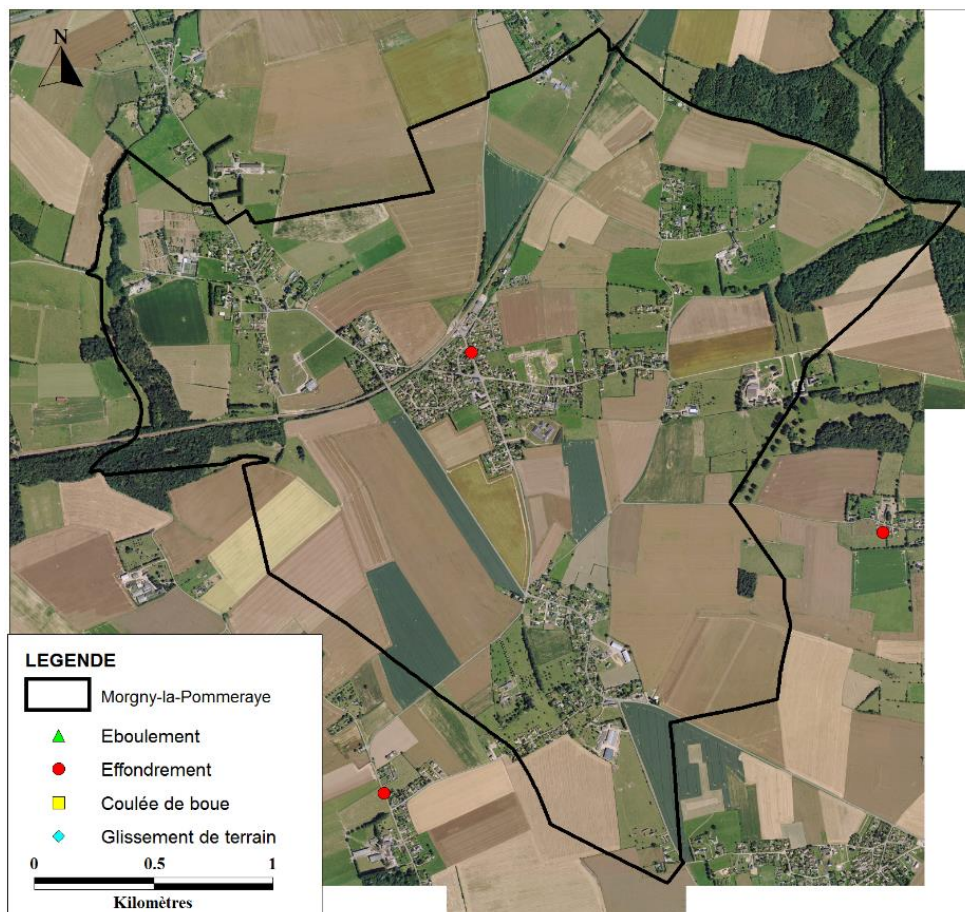 N
LEGENDE
Morgny-la-Pommeraye
Eboulement
Effondrement
Coulée de boue
Glissement de terrain
0 0.5 1
Kilomètres